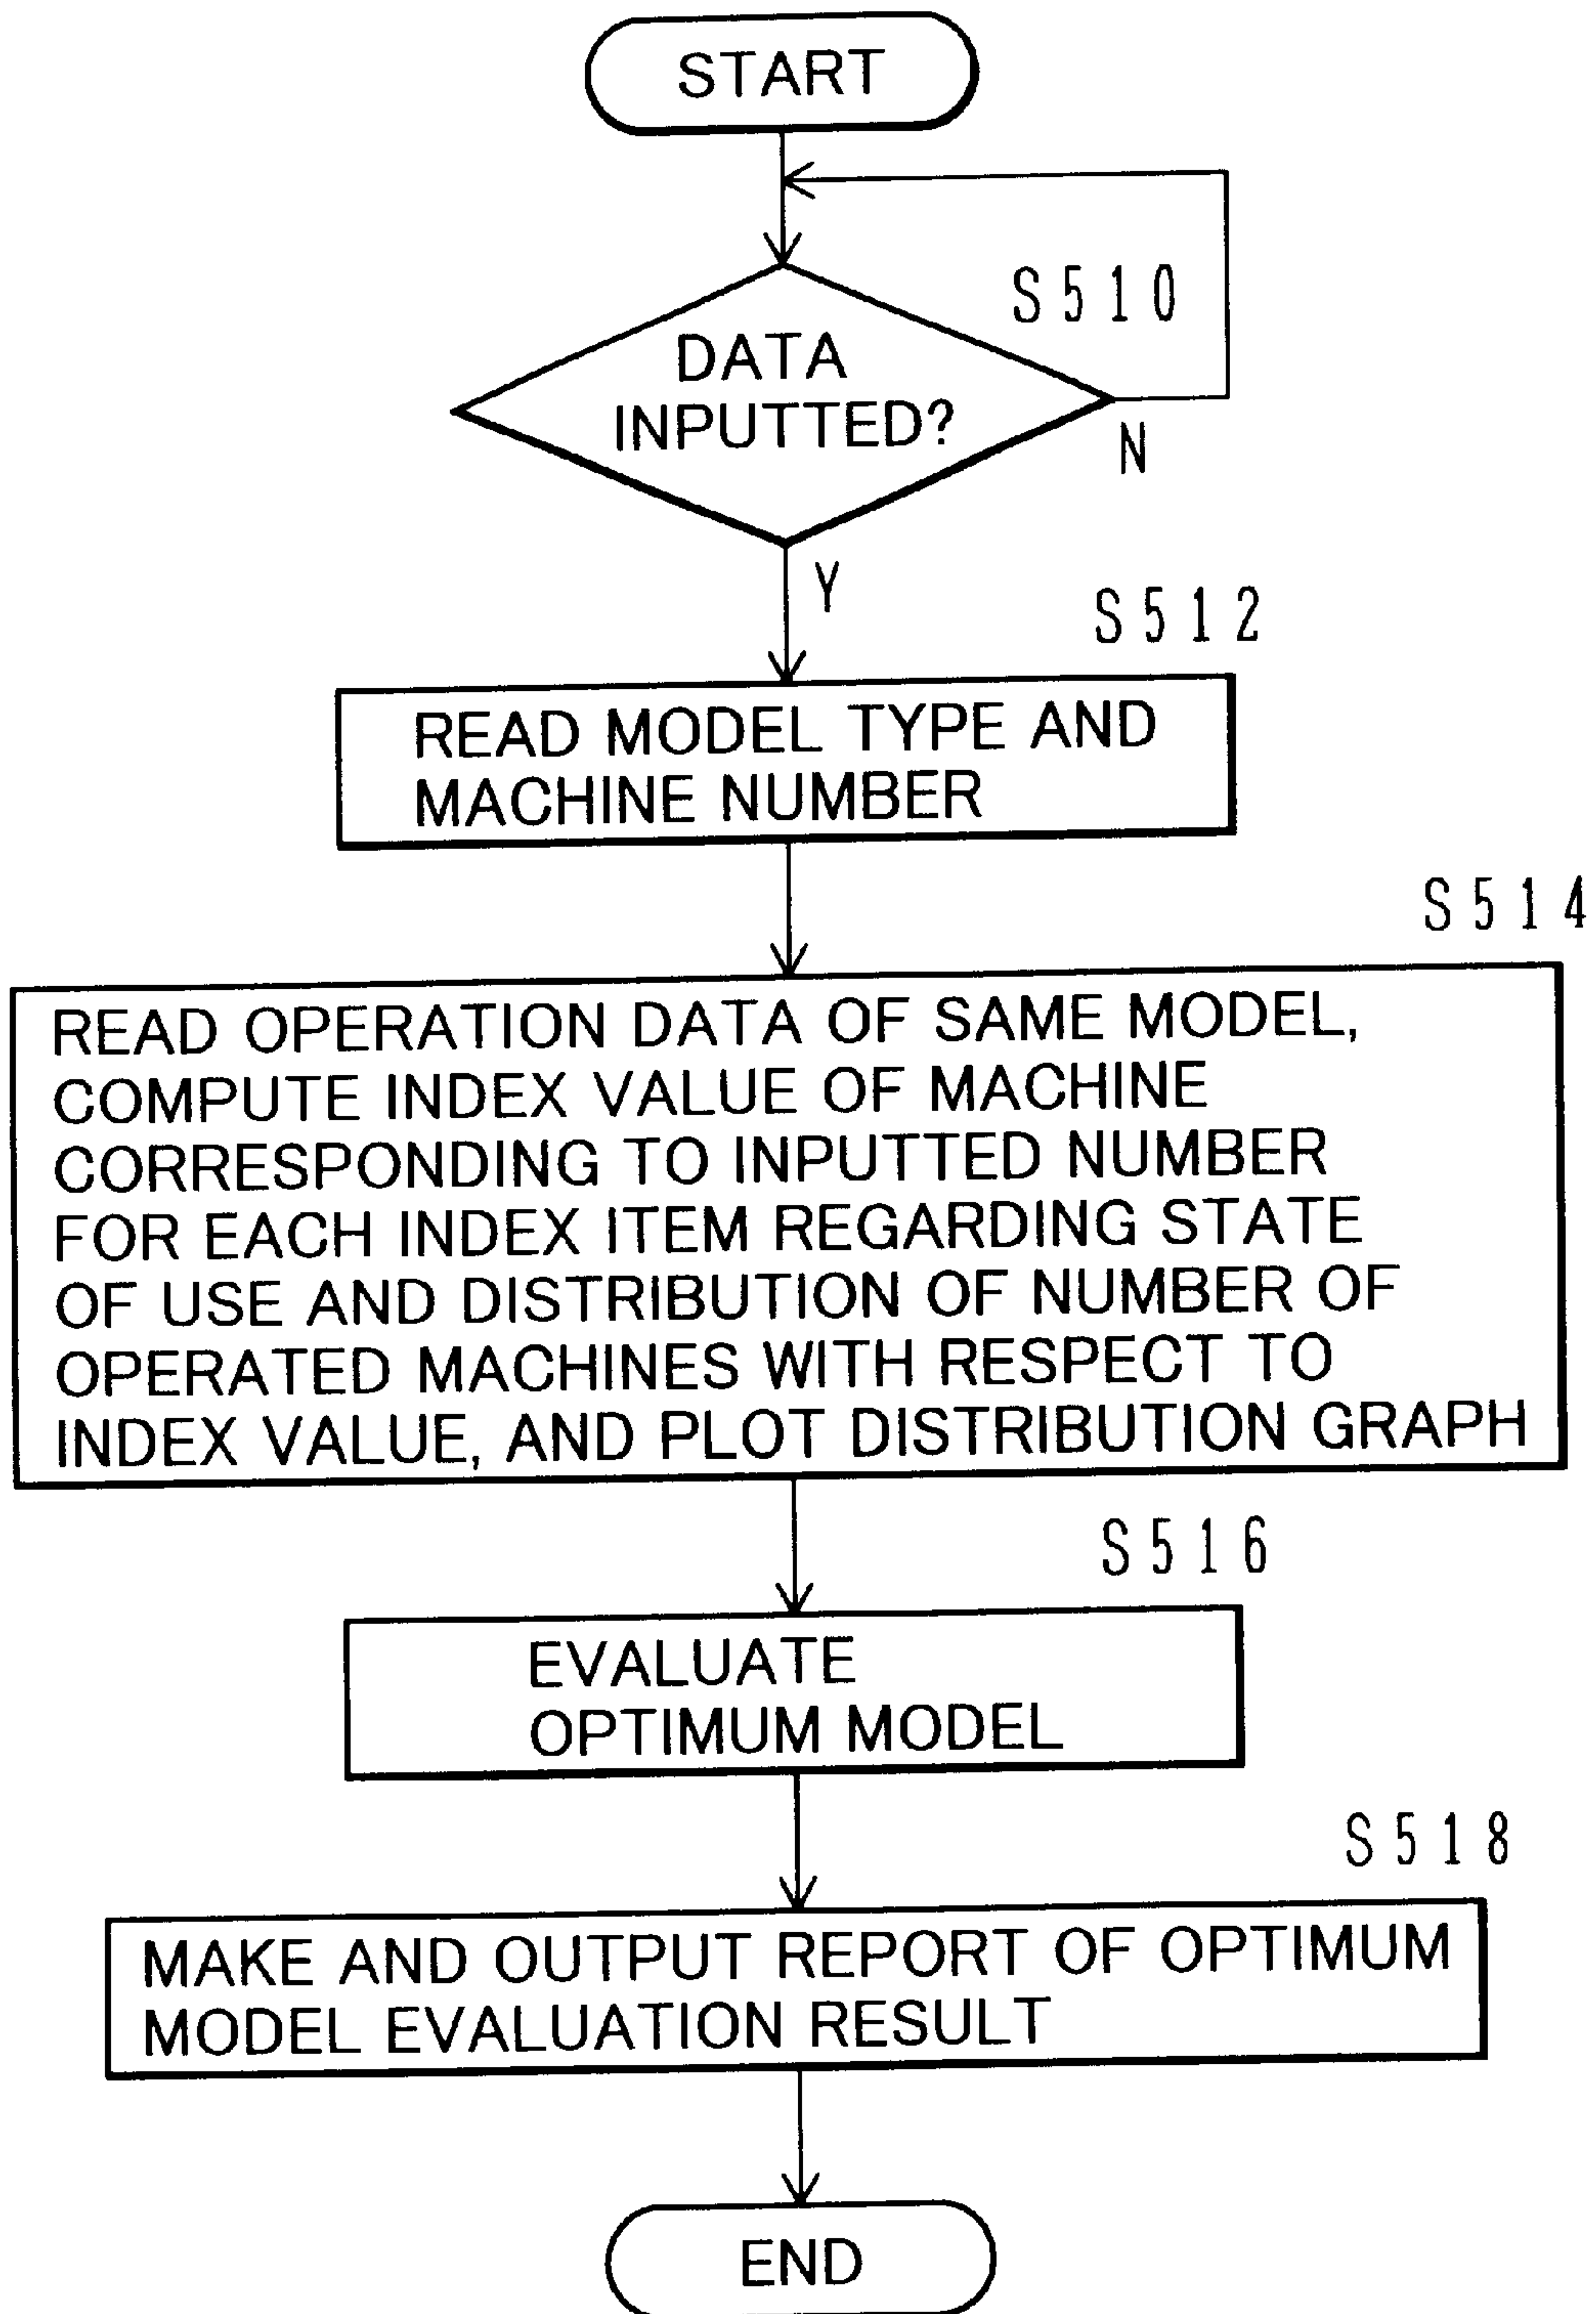 START
S510
DATA
INPUTTED?
N
Y
S512
READ MODEL TYPE AND
MACHINE NUMBER
S514
READ OPERATION DATA OF SAME MODEL,
COMPUTE INDEX VALUE OF MACHINE
CORRESPONDING TO INPUTTED NUMBER
FOR EACH INDEX ITEM REGARDING STATE
OF USE AND DISTRIBUTION OF NUMBER OF
OPERATED MACHINES WITH RESPECT TO
INDEX VALUE, AND PLOT DISTRIBUTION GRAPH
S516
EVALUATE
OPTIMUM MODEL
S518
MAKE AND OUTPUT REPORT OF OPTIMUM
MODEL EVALUATION RESULT
END